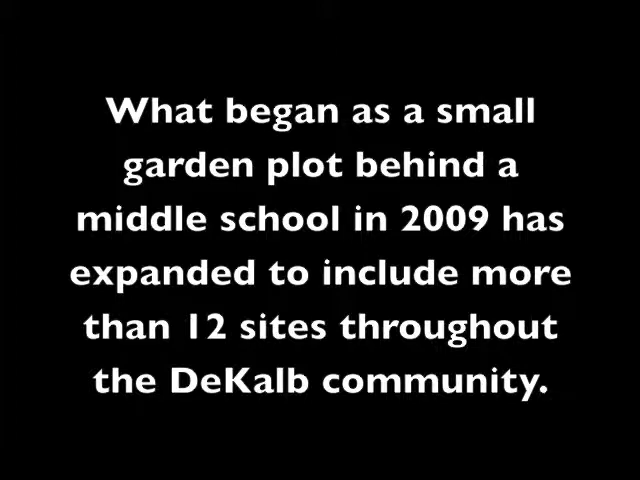 What began as a small
garden plot behind a
middle school in 2009 has
expanded to include more
than 12 sites throughout
the DeKalb community.